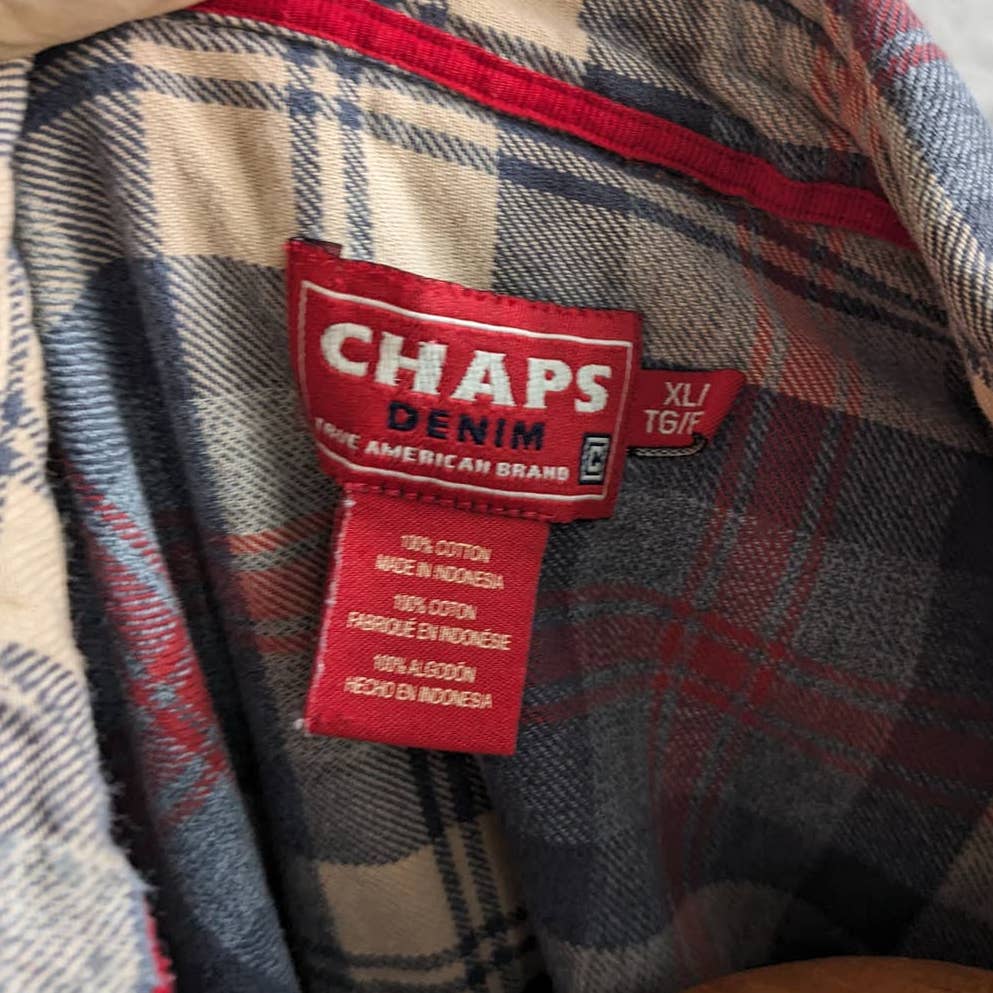 CHAPS
DENIM
TRUE AMERICAN BRAND
C
XL/
TG/
100% COTTON
MADE IN INDONESIA
100% COTON
FABRIQUÉ EN INDONÉSIE
100% ALGODÓN
HECHO EN INDONESIA